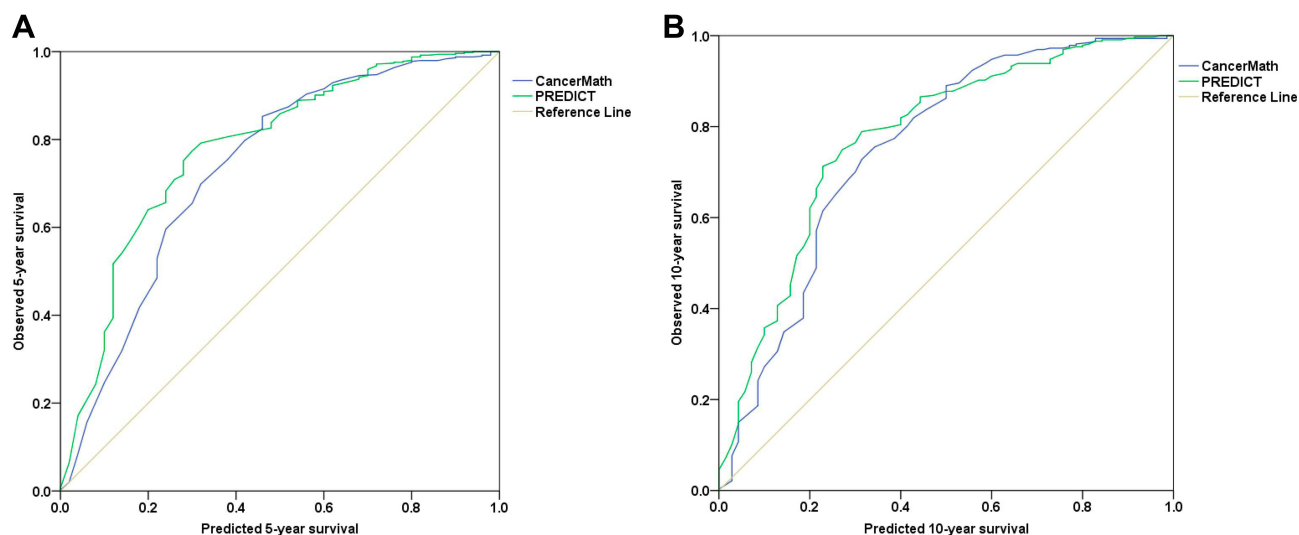 A
1.0
0.8
0.6
0.4
0.2
0.0
0.0 0.2 0.4 0.6 0.8 1.0
Observed 5-year survival
Predicted 5-year survival
CancerMath
PREDICT
Reference Line
B
1.0
0.8
0.6
0.4
0.2
0.0
0.0 0.2 0.4 0.6 0.8 1.0
Observed 10-year survival
Predicted 10-year survival
CancerMath
PREDICT
Reference Line